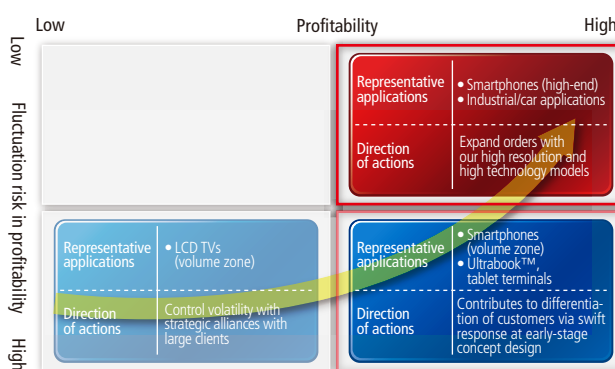 Low Profitability High
Low
Fluctuation risk in profitability
High
Representative
applications
• Smartphones (high-end)
• Industrial/car applications
Direction
of actions
Expand orders with
our high resolution and
high technology models
Representative
applications
• LCD TVs
(volume zone)
Direction
of actions
Control volatility with
strategic alliances with
large clients
Representative
applications
• Smartphones
(volume zone)
• Ultrabook™,
tablet terminals
Direction
of actions
Contributes to differentia-
tion of customers via swift
response at early-stage
concept design